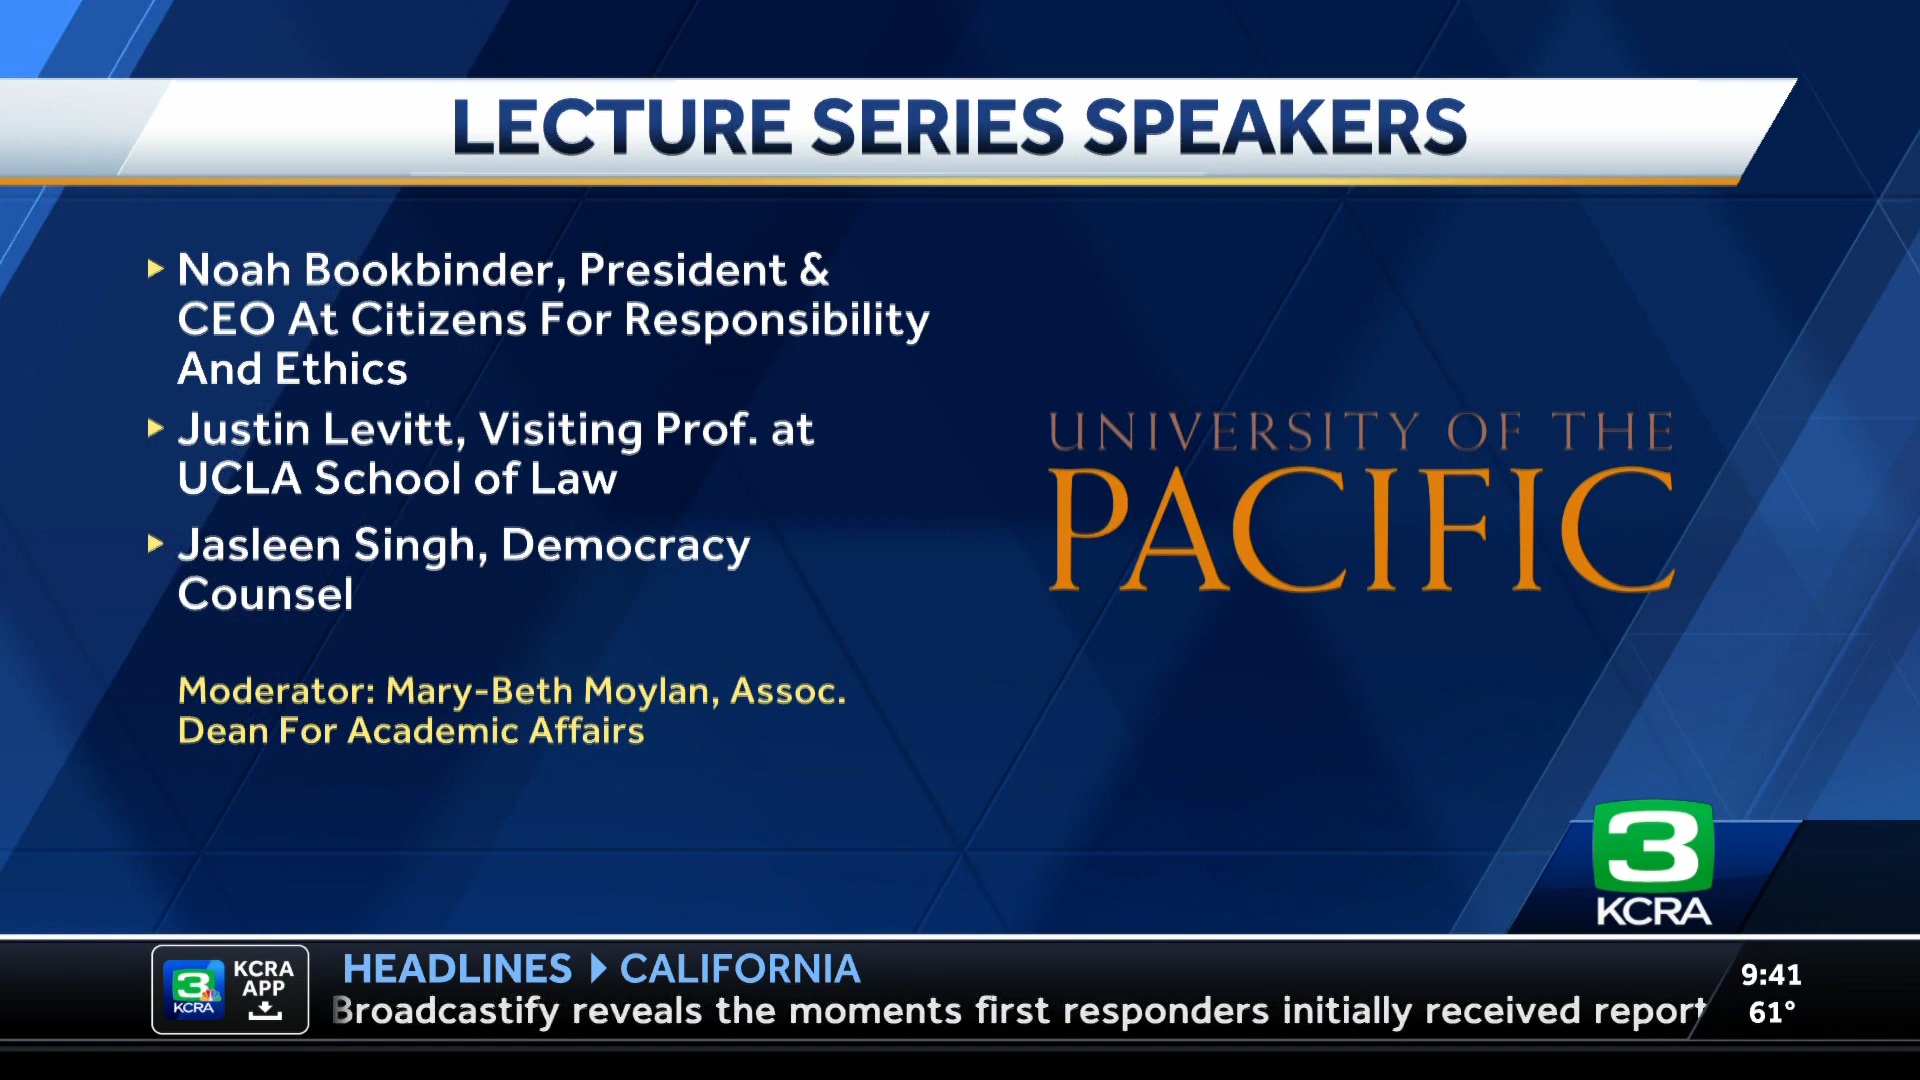 LECTURE SERIES SPEAKERS
Noah Bookbinder, President &
CEO At Citizens For Responsibility
And Ethics
Justin Levitt, Visiting Prof. at
UCLA School of Law
Jasleen Singh, Democracy
Counsel
Moderator: Mary-Beth Moylan, Assoc.
Dean For Academic Affairs
UNIVERSITY OF THE
PACIFIC
3
KCRA
3
KCRA
KCRA
APP
HEADLINES CALIFORNIA
Broadcastify reveals the moments first responders initially received report
9:41
61°